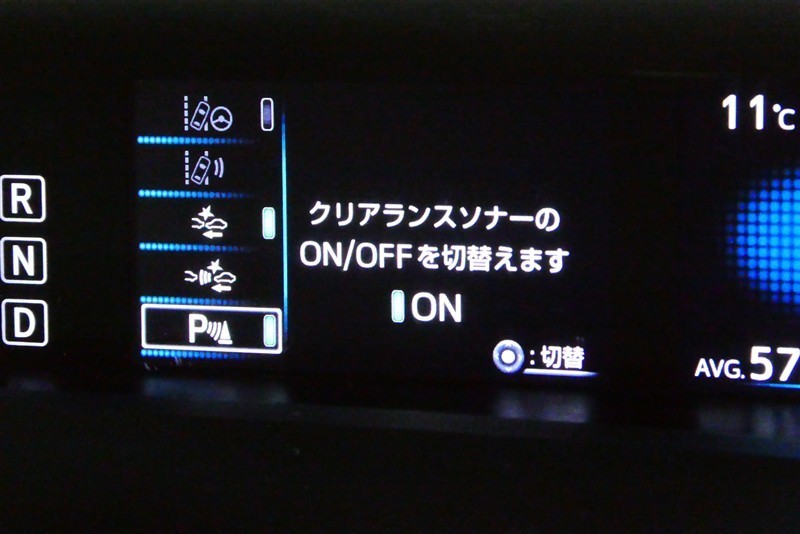 11℃
R
N
D
クリアランスソナーの
ON/OFFを切替えます
ON
P
:切替
AVG.57